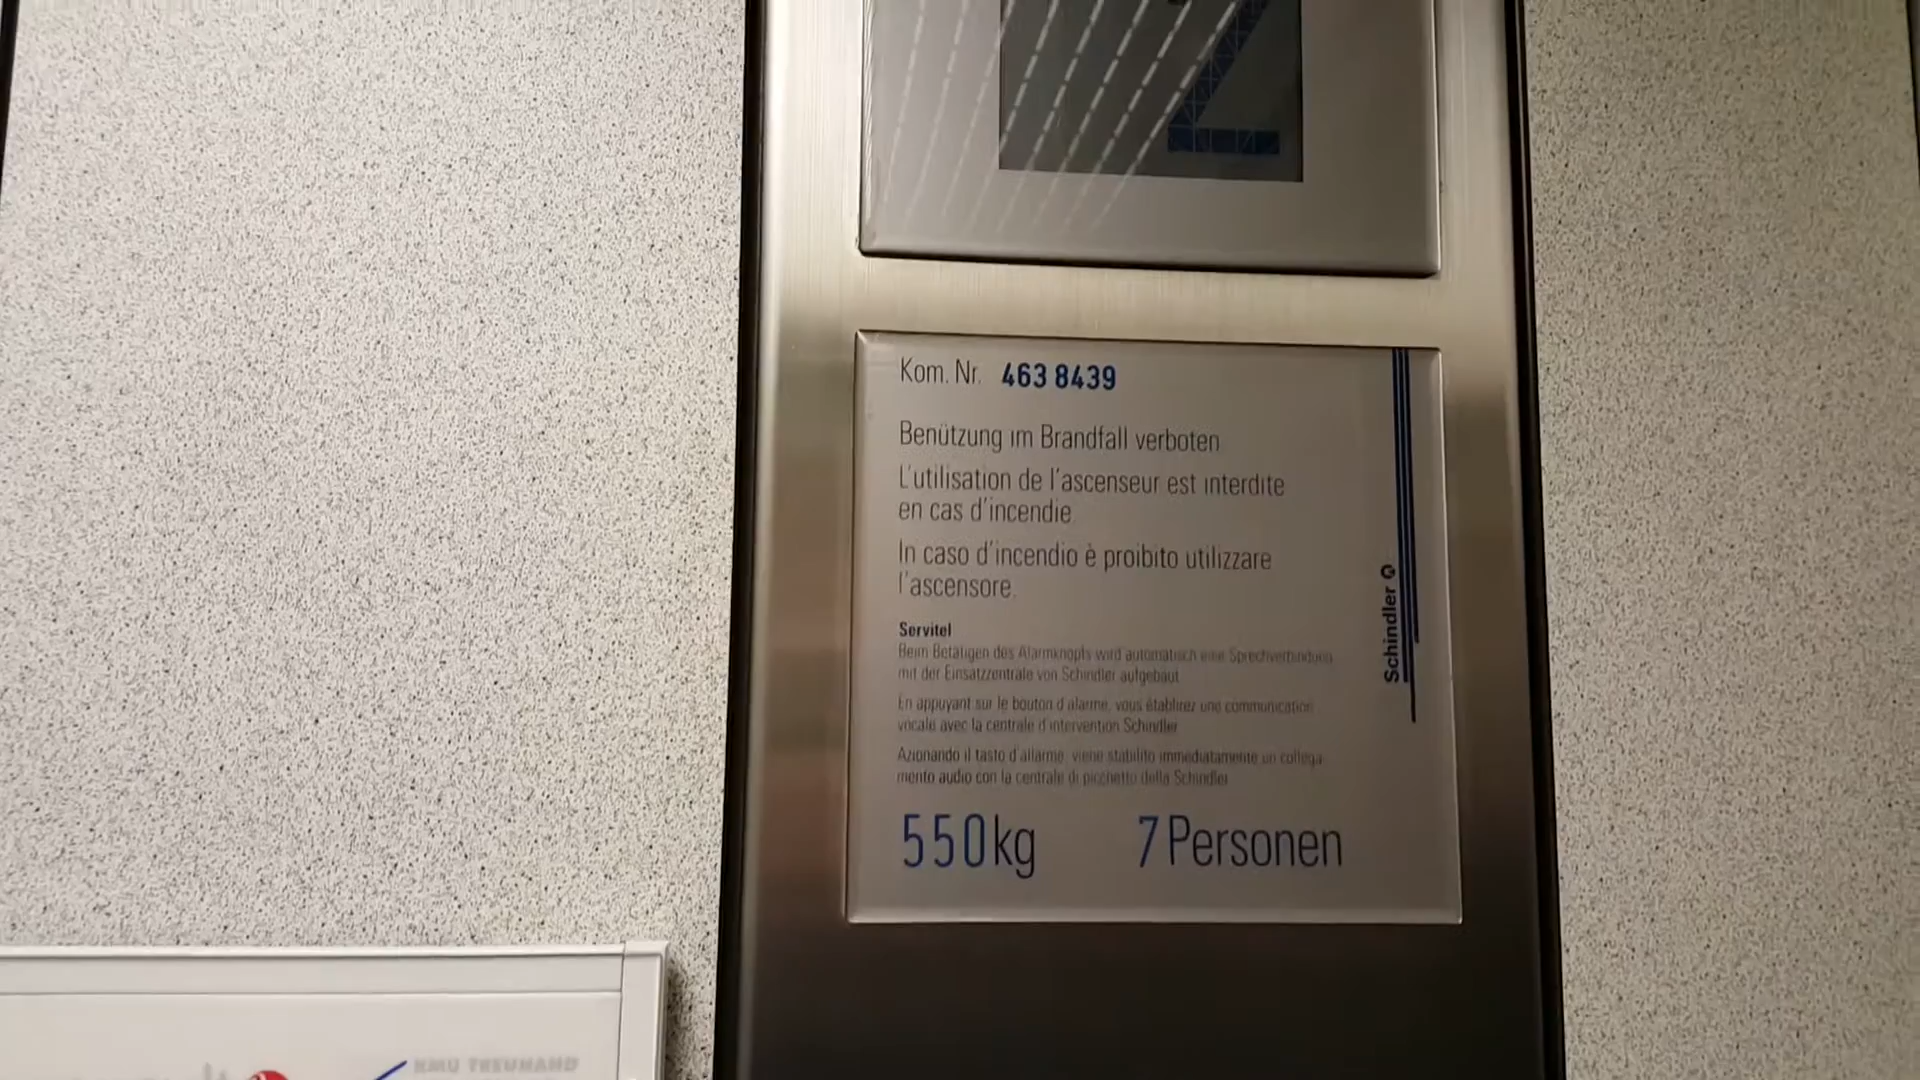 Kom. Nr. 463 8439
Benützung im Brandfall verboten
L'utilisation de l'ascenseur est interdite
en cas d'incendie
In caso d'incendio è proibito utilizzare
l'ascensore.
Servitel
Beim Betätigen des Alarmknopfs wird automatisch eine Sprechverbindung
mit der Einsatzzentrale von Schindler aufgebaut
En appuyant sur le bouton d'alarme, vous établirez une communication
vocale avec la centrale d'intervention Schindler
Azionando il tasto d'allarme, viene stabilito immediatamente un collega
mento audio con la centrale di picchetto della Schindler
550kg 7 Personen
Schindler
KMU TREUHAND